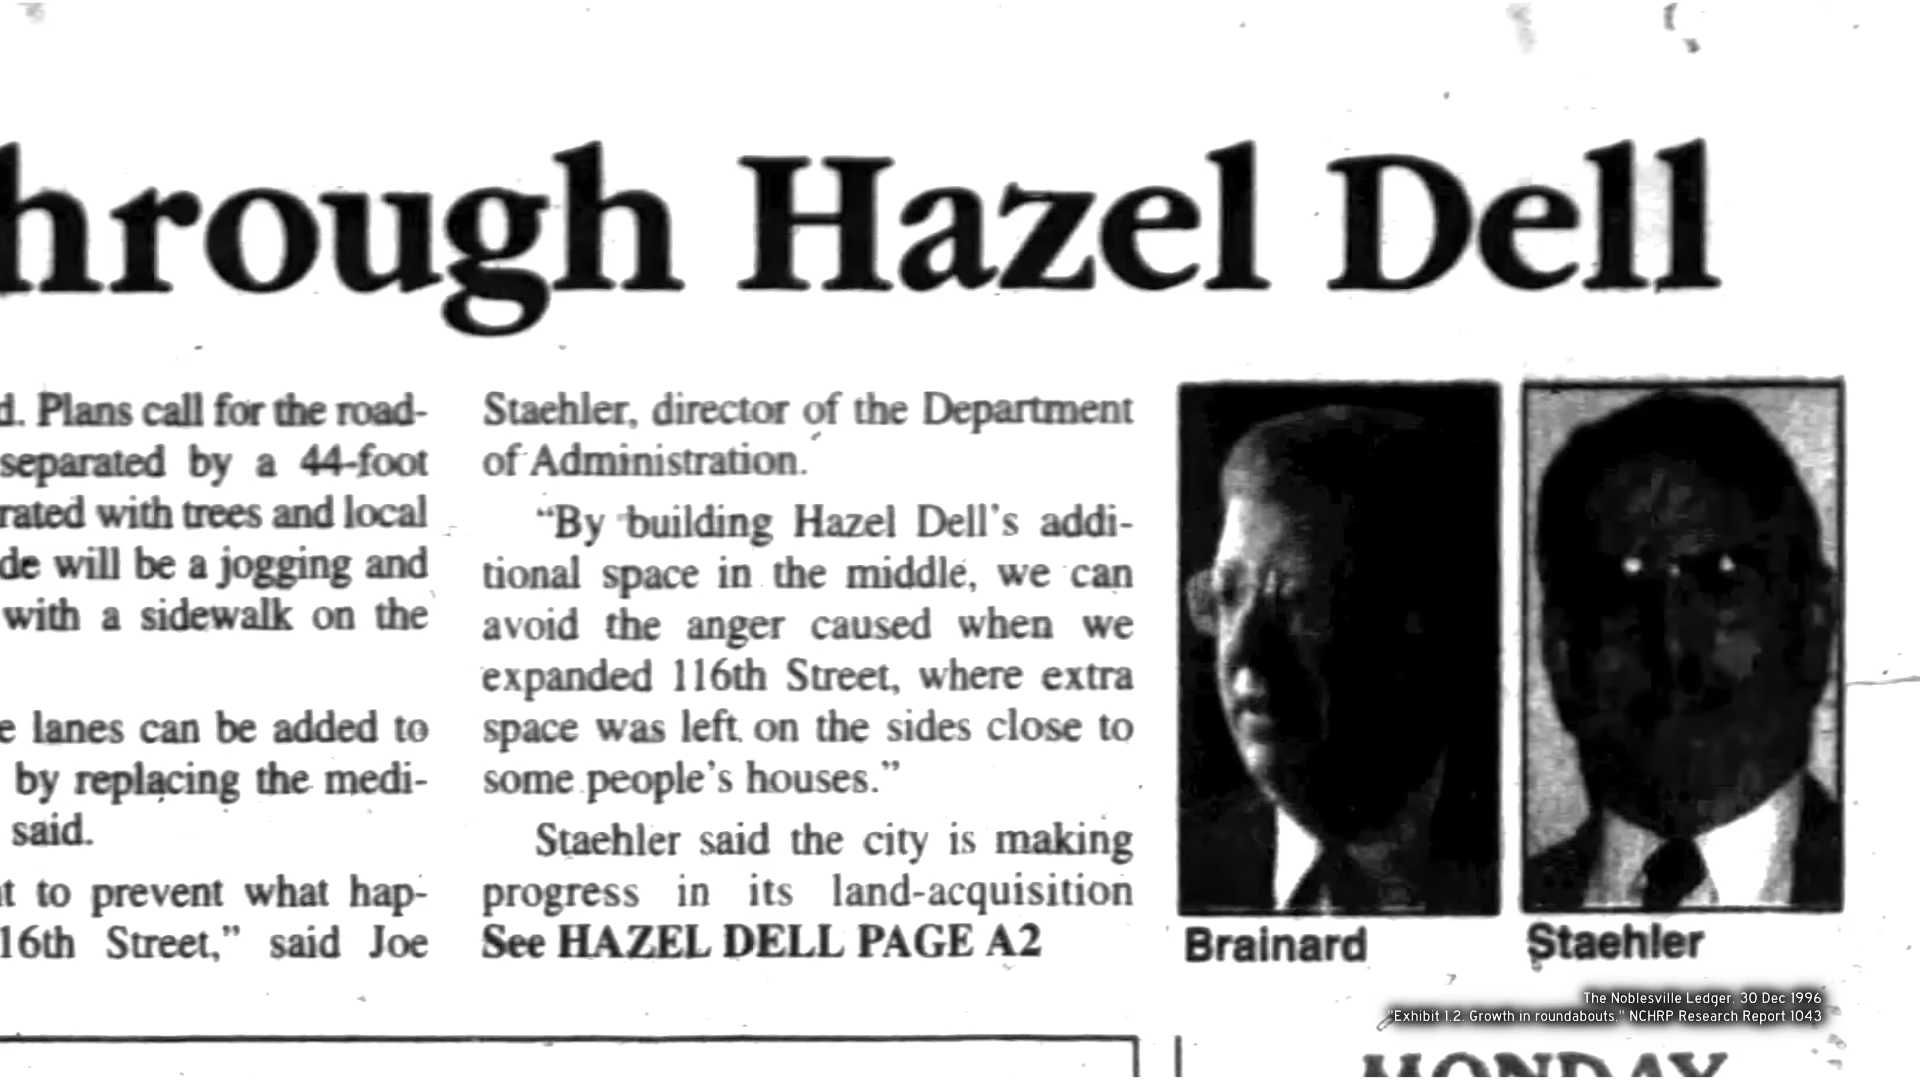 hrough Hazel Dell
d. Plans call for the road-
separated by a 44-foot
rated with trees and local
de will be a jogging and
with a sidewalk on the
e lanes can be added to
by replacing the medi-
said.
t to prevent what hap-
16th Street,” said Joe
Staehler, director of the Department
of Administration.
“By building Hazel Dell’s addi-
tional space in the middle, we can
avoid the anger caused when we
expanded 116th Street, where extra
space was left on the sides close to
some people’s houses.”
Staehler said the city is making
progress in its land-acquisition
See HAZEL DELL PAGE A2
Brainard
Staehler
The Noblesville Ledger. 30 Dec 1996
"Exhibit 1.2. Growth in roundabouts." NCHRP Research Report 1043
MONDAY